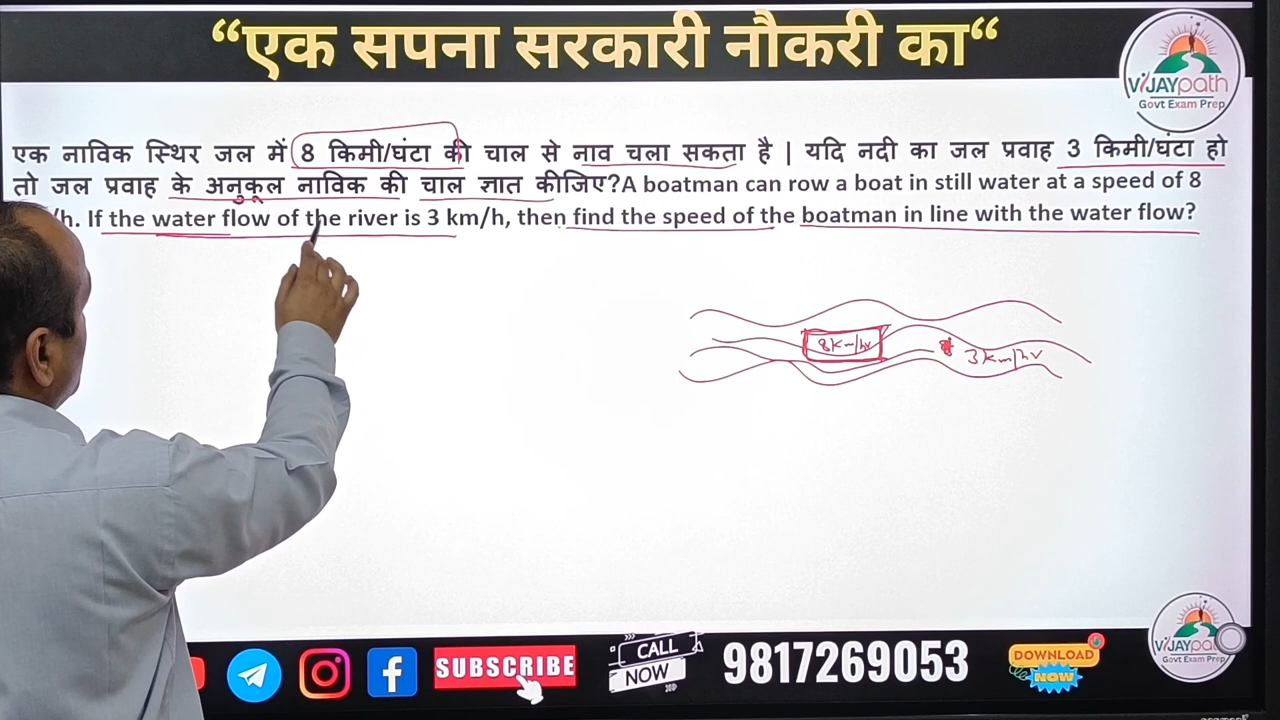 “एक सपना सरकारी नौकरी का“
VIJAYpath
Govt Exam Prep
एक नाविक स्थिर जल में 8 किमी/घंटा की चाल से नाव चला सकता है | यदि नदी का जल प्रवाह 3 किमी/घंटा हो
तो जल प्रवाह के अनुकूल नाविक की चाल ज्ञात कीजिए?A boatman can row a boat in still water at a speed of 8
/h. If the water flow of the river is 3 km/h, then find the speed of the boatman in line with the water flow?
8km/hr
3km/hr
VIJAYpath
Govt Exam Prep
SUBSCRIBE
CALL
NOW
9817269053
DOWNLOAD
NOW